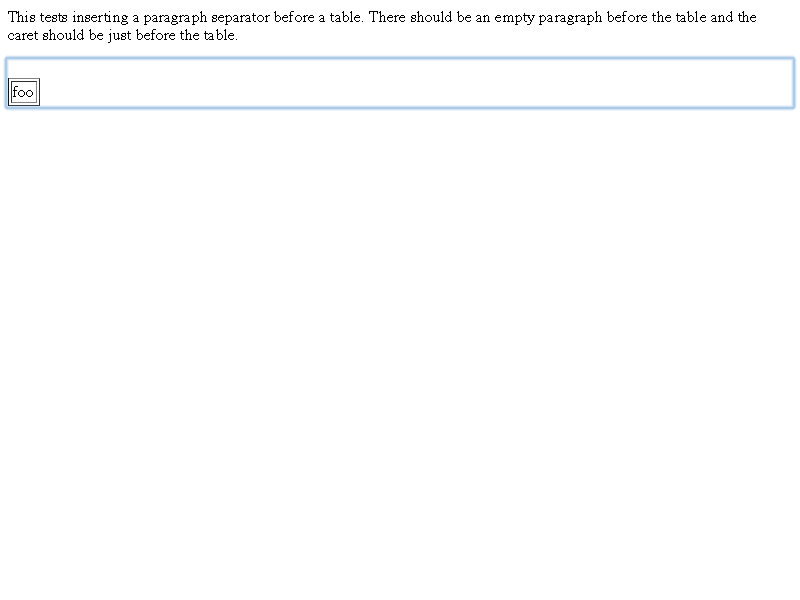 This tests inserting a paragraph separator before a table. There should be an empty paragraph before the table and the
caret should be just before the table.
foo